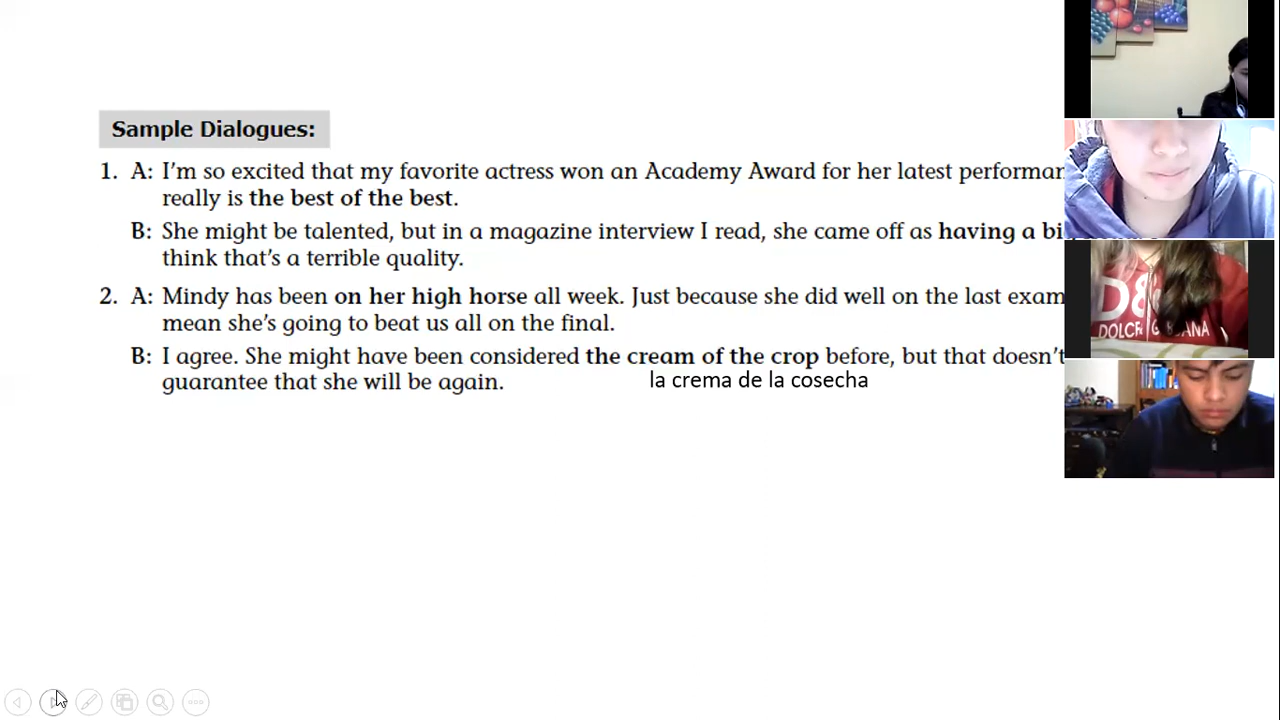 Sample Dialogues:
1. A: I'm so excited that my favorite actress won an Academy Award for her latest
really is the best of the best.
B: She might be talented, but in a magazine interview I read, she came off as having a
think that's a terrible quality.
2. A: Mindy has been on her high horse all week. Just because she did well on the last exam
mean she's going to beat us all on the final.
B: I agree. She might have been considered the cream of the crop before, but that doesn't
guarantee that she will be again.
la crema de la cosecha
D&